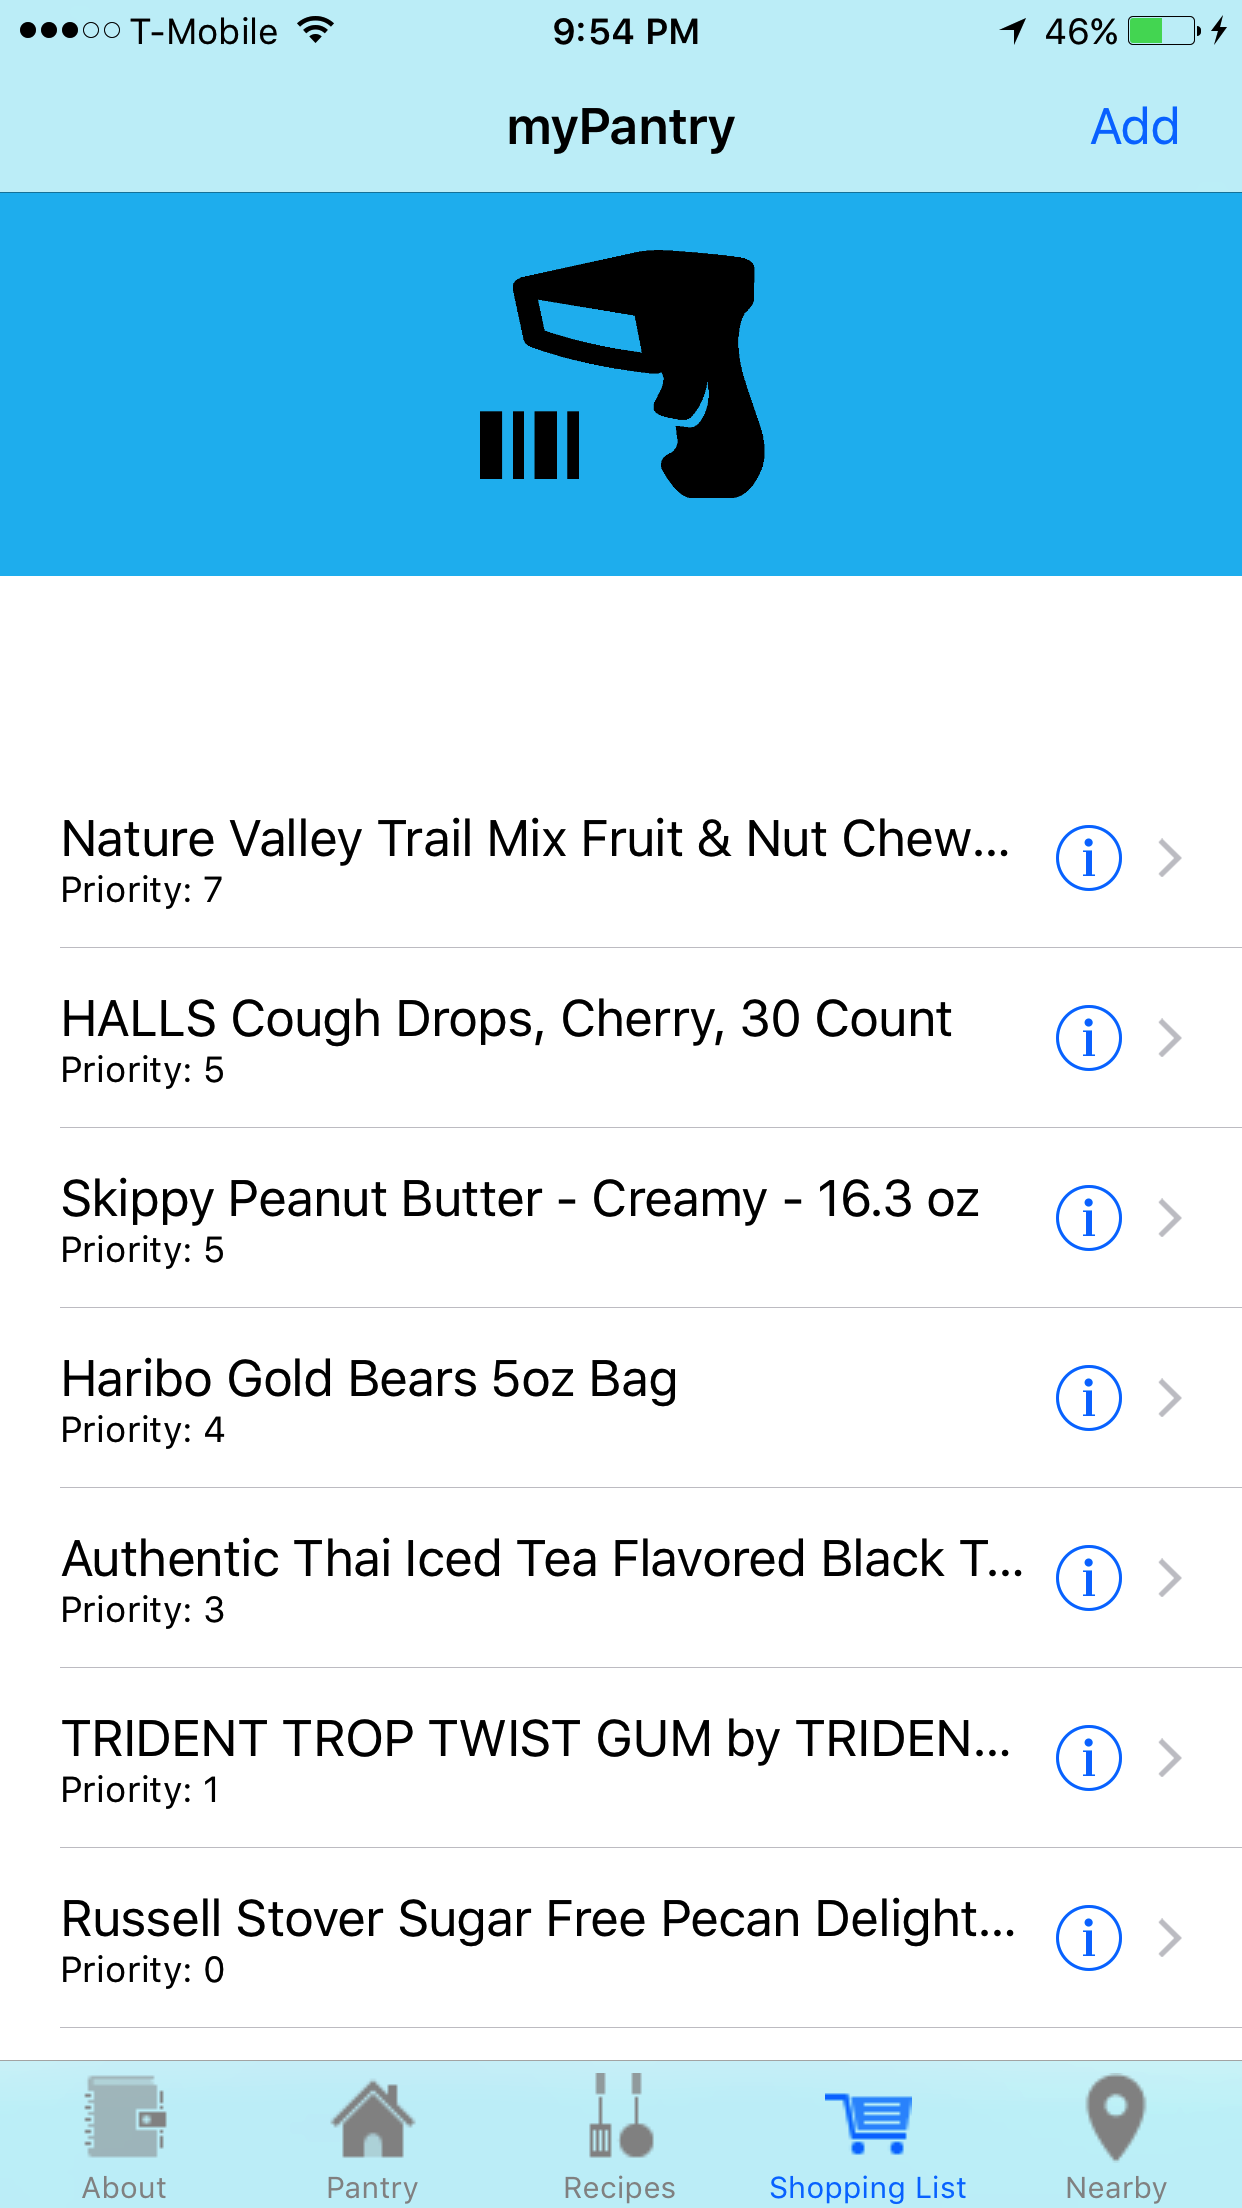 T-Mobile 9:54 PM 46%
myPantry Add
Nature Valley Trail Mix Fruit & Nut Chew...
Priority: 7
HALLS Cough Drops, Cherry, 30 Count
Priority: 5
Skippy Peanut Butter - Creamy - 16.3 oz
Priority: 5
Haribo Gold Bears 5oz Bag
Priority: 4
Authentic Thai Iced Tea Flavored Black T...
Priority: 3
TRIDENT TROP TWIST GUM by TRIDEN...
Priority: 1
Russell Stover Sugar Free Pecan Delight...
Priority: 0
About Pantry Recipes Shopping List Nearby